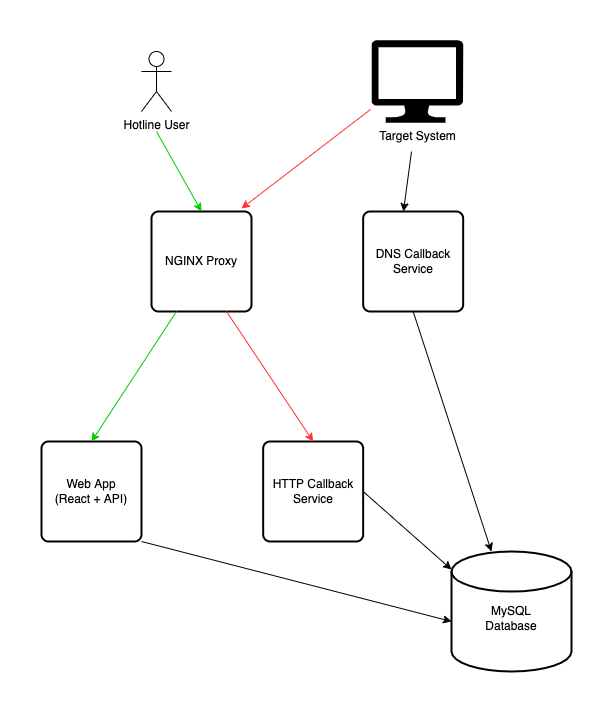 Hotline User
Target System
NGINX Proxy
DNS Callback
Service
Web App
(React + API)
HTTP Callback
Service
MySQL
Database